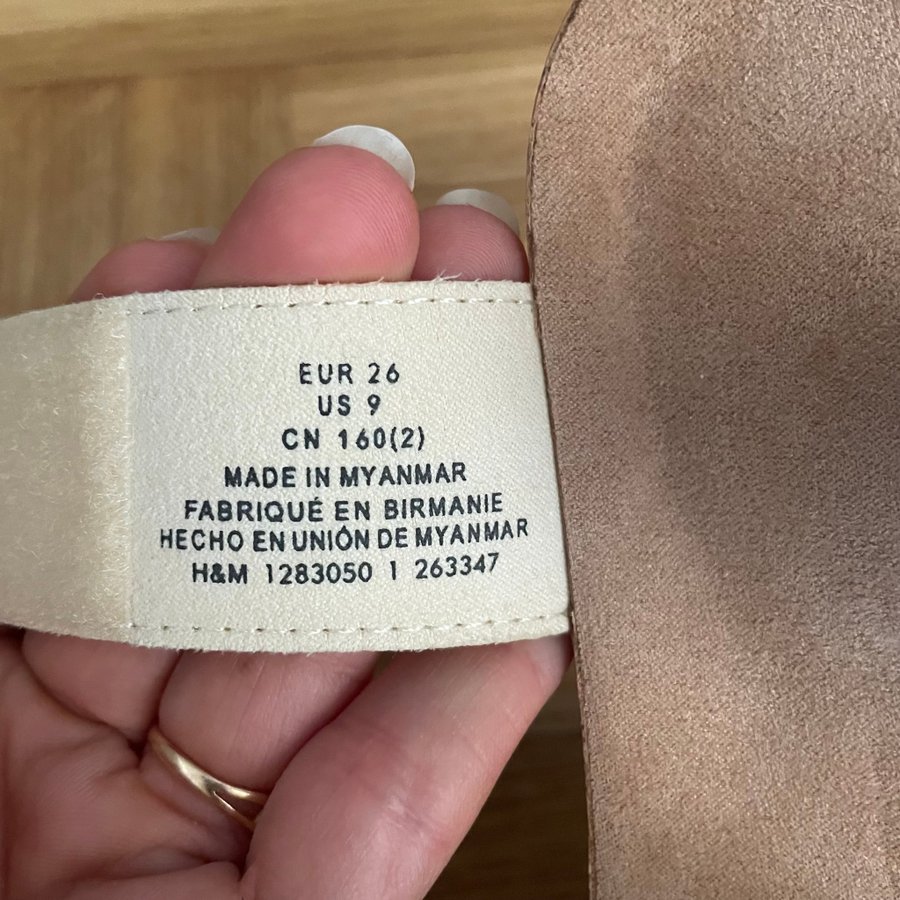 EUR 26
US 9
CN 160(2)
MADE IN MYANMAR
FABRIQUÉ EN BIRMANIE
HECHO EN UNIÓN DE MYANMAR
H&M 1283050 1 263347